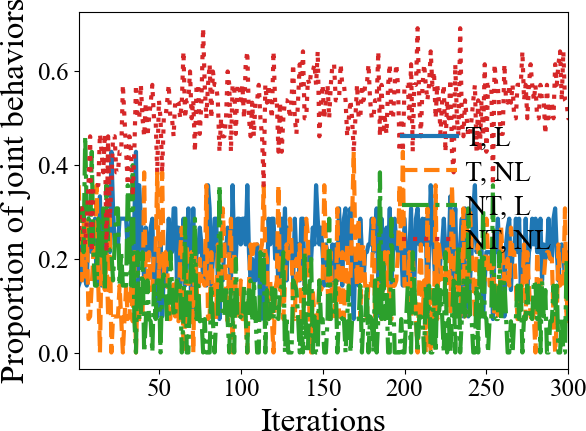 Proportion of joint behaviors
0.6
0.4
0.2
0.0
T, L
T, NL
NT, L
NT, NL
50 100 150 200 250 300
Iterations